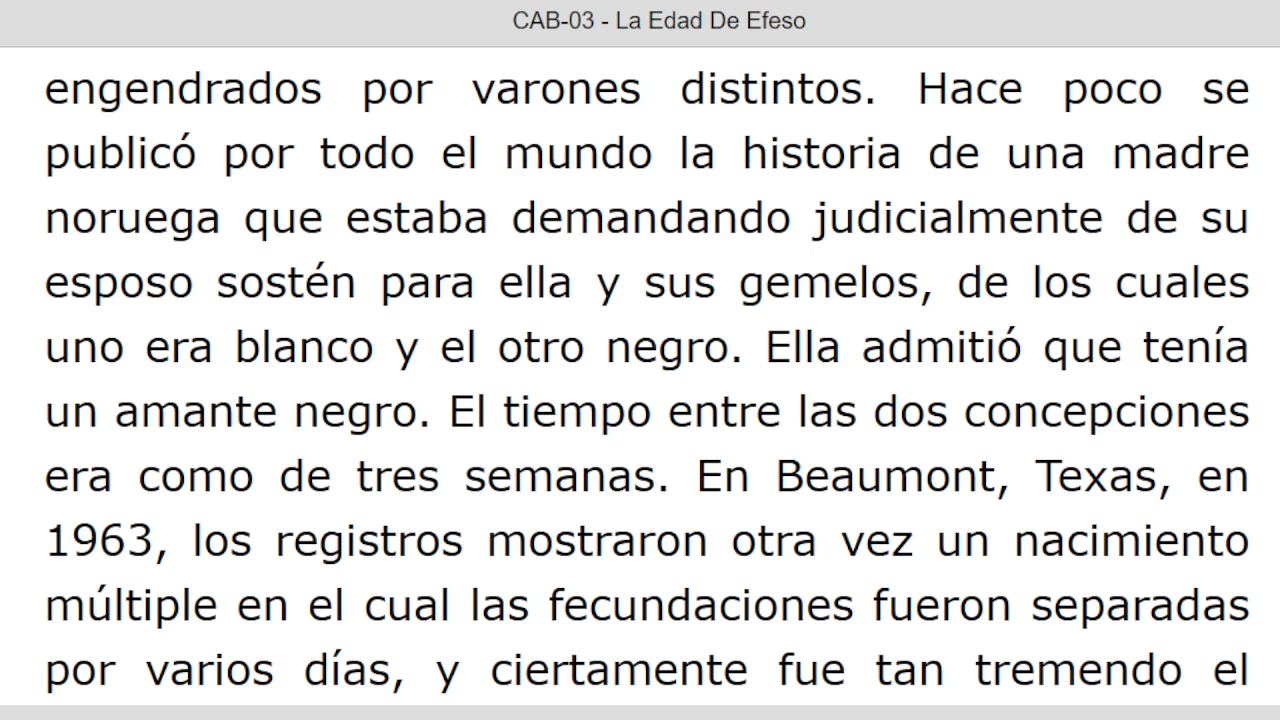 CAB-03 - La Edad De Efeso
engendrados por varones distintos. Hace poco se
publicó por todo el mundo la historia de una madre
noruega que estaba demandando judicialmente de su
esposo sostén para ella y sus gemelos, de los cuales
uno era blanco y el otro negro. Ella admitió que tenía
un amante negro. El tiempo entre las dos concepciones
era como de tres semanas. En Beaumont, Texas, en
1963, los registros mostraron otra vez un nacimiento
múltiple en el cual las fecundaciones fueron separadas
por varios días, y ciertamente fue tan tremendo el